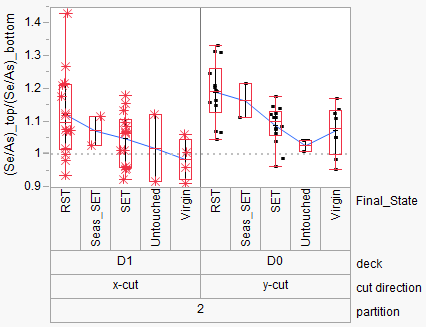 (Se/As)_top/(Se/As)_bottom
1.4
1.3
1.2
1.1
1
0.9
RST
Seas_SET
SET
Untouched
Virgin
RST
Seas_SET
SET
Untouched
Virgin
Final_State
D1
D0
deck
x-cut
y-cut
cut direction
2
partition